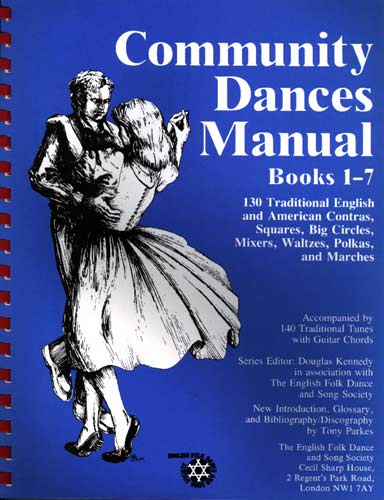 Community
Dances
Manual
Books 1-7
130 Traditional English
and American Contras,
Squares, Big Circles,
Mixers, Waltzes, Polkas,
and Marches
Accompanied by
140 Traditional Tunes
with Guitar Chords
Series Editor: Douglas Kennedy
in association with
The English Folk Dance
and Song Society
New Introduction, Glossary,
and Bibliography/Discography
by Tony Parkes
The English Folk Dance
and Song Society
Cecil Sharp House,
2 Regent's Park Road,
London NW1 7AY
ENGLISH FOLK